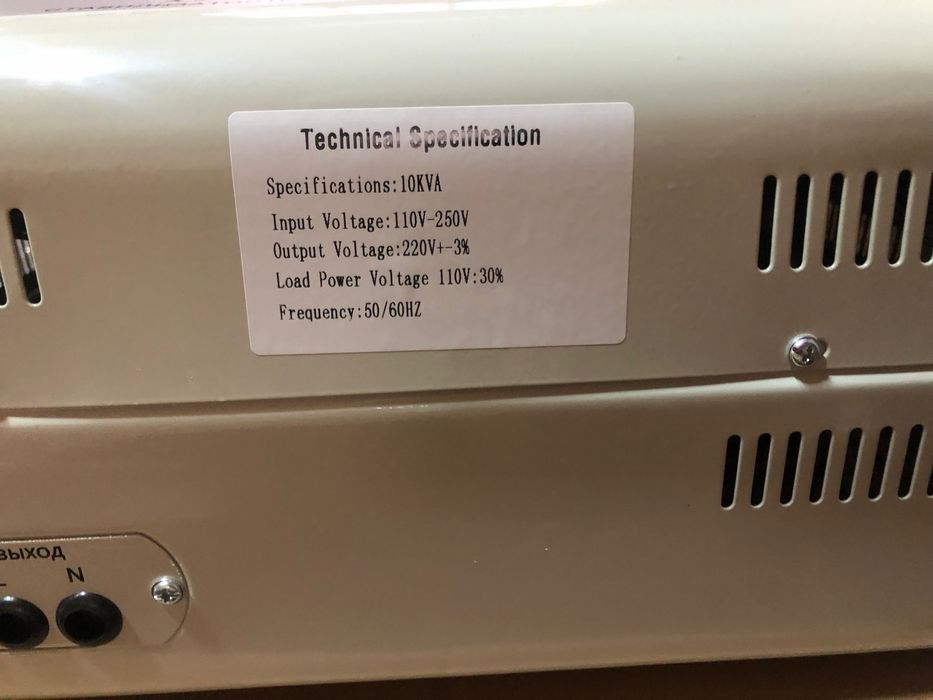 Technical Specification
Specifications:10KVA
Input Voltage:110V-250V
Output Voltage:220V+-3%
Load Power Voltage 110V:30%
Frequency:50/60HZ
ВЫХОД
N